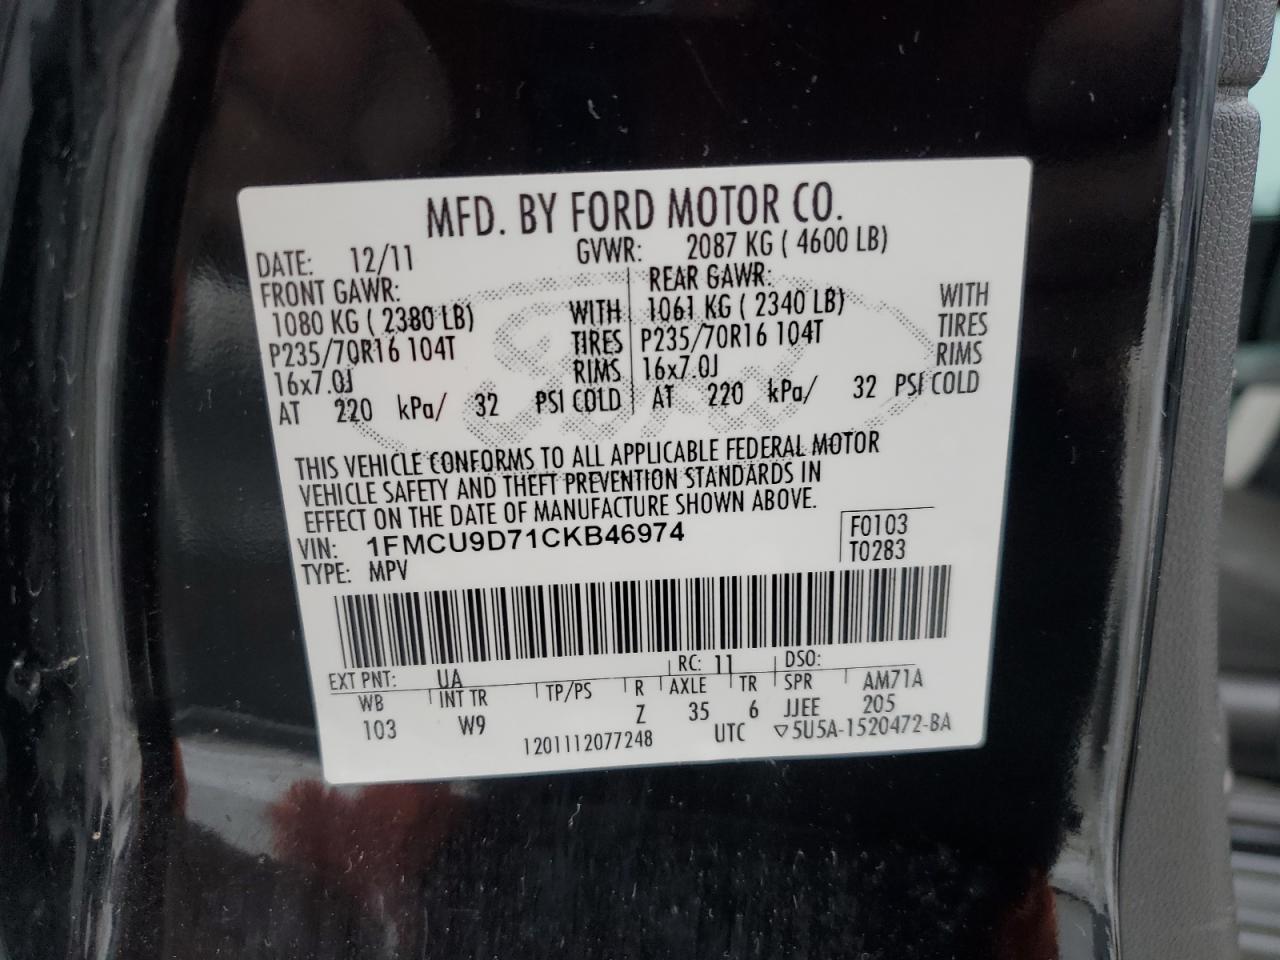 MFD. BY FORD MOTOR CO.
DATE: 12/11 GVWR: 2087 KG ( 4600 LB)
FRONT GAWR: REAR GAWR:
1080 KG ( 2380 LB) WITH 1061 KG ( 2340 LB) WITH
P235/70R16 104T TIRES P235/70R16 104T TIRES
16x7.0J RIMS 16x7.0J RIMS
AT 220 kPa/ 32 PSI COLD AT 220 kPa/ 32 PSI COLD
THIS VEHICLE CONFORMS TO ALL APPLICABLE FEDERAL MOTOR
VEHICLE SAFETY AND THEFT PREVENTION STANDARDS IN
EFFECT ON THE DATE OF MANUFACTURE SHOWN ABOVE.
VIN: 1FMCU9D71CKB46974 F0103
TYPE: MPV T0283
EXT PNT: UA RC: 11 DSO:
WB INT TR TP/PS R AXLE TR SPR AM71A
103 W9 Z 35 6 JJEE 205
1201112077248 UTC ▽5U5A-1520472-BA